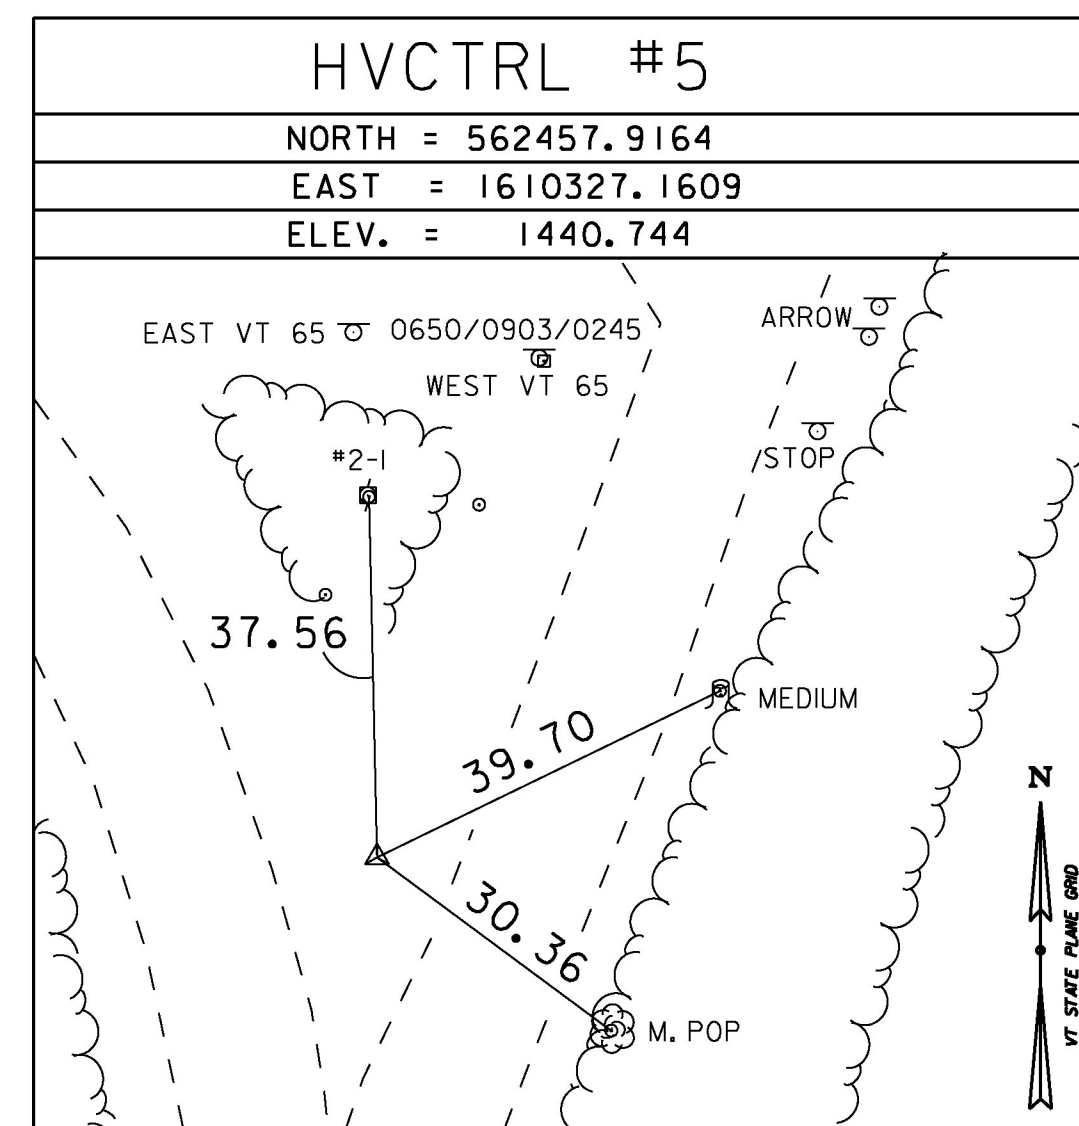 HVCTRL #5
NORTH = 562457.9164
EAST = 1610327.1609
ELEV. = 1440.744
EAST VT 65
0650/0903/0245
ARROW
WEST VT 65
#2-1
STOP
37.56
MEDIUM
39.70
N
30.36
VT STATE PLANE GRID
M. POP